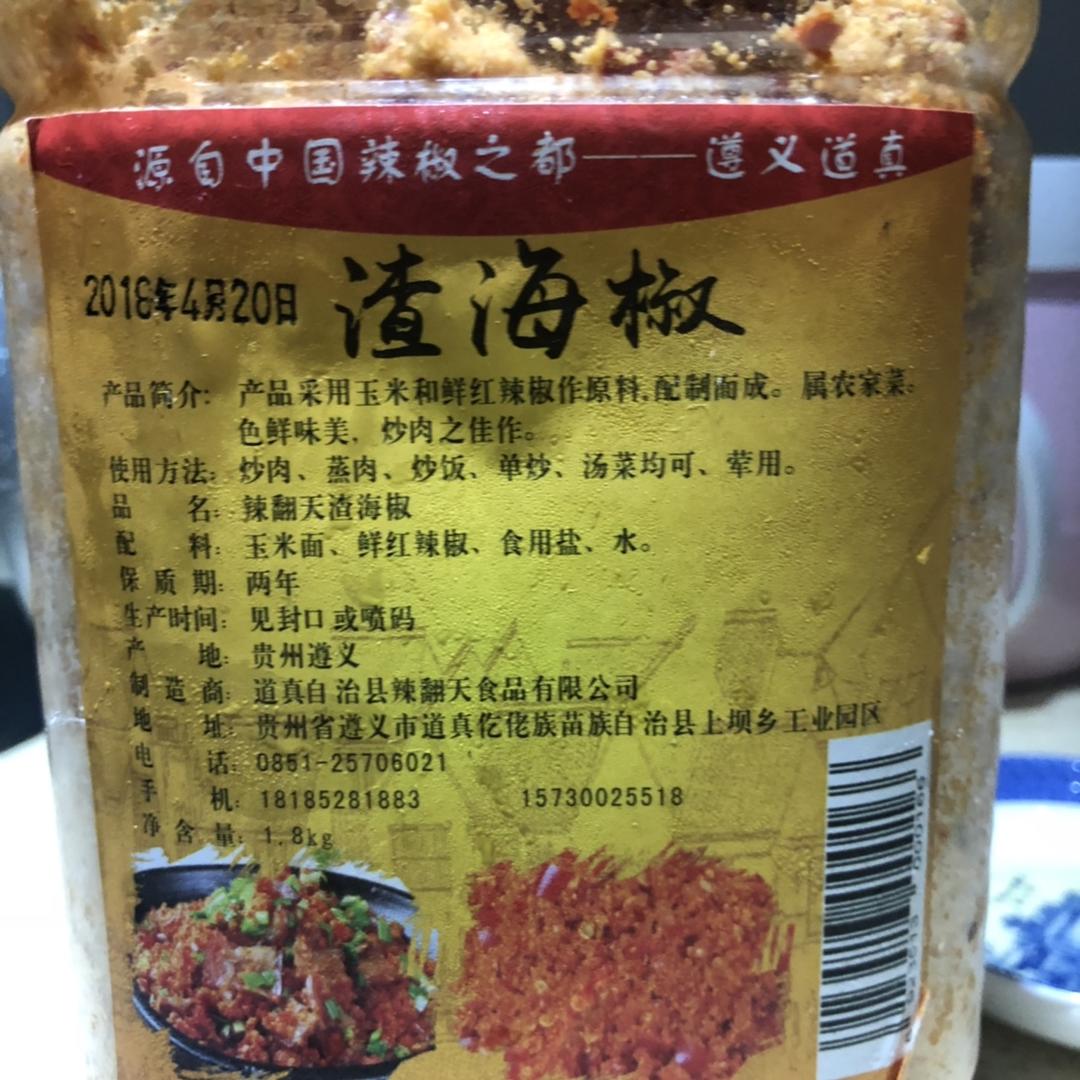 源自中国辣椒之都——遵义道真
渣海椒
2018年4月20日
产品简介: 产品采用玉米和鲜红辣椒作原料,配制而成。属农家菜:
色鲜味美, 炒肉之佳作。
使用方法: 炒肉、蒸肉、炒饭、单炒、汤菜均可、荤用。
品 名: 辣翻天渣海椒
配 料: 玉米面、鲜红辣椒、食用盐、水。
保质期: 两年
生产时间: 见封口或喷码
产 地: 贵州遵义
制造商: 道真自治县辣翻天食品有限公司
地 址: 贵州省遵义市道真仡佬族苗族自治县上坝乡工业园区
电 话: 0851-25706021
手 机: 18185281883 15730025518
净含量: 1.8kg